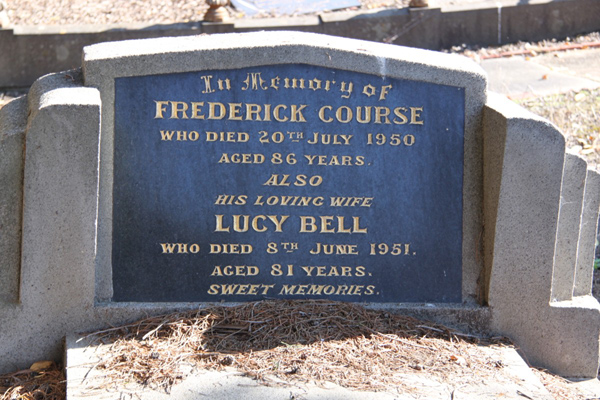 In Memory of
FREDERICK COURSE
WHO DIED 20TH JULY 1950
AGED 86 YEARS.
ALSO
HIS LOVING WIFE
LUCY BELL
WHO DIED 8TH JUNE 1951.
AGED 81 YEARS.
SWEET MEMORIES.